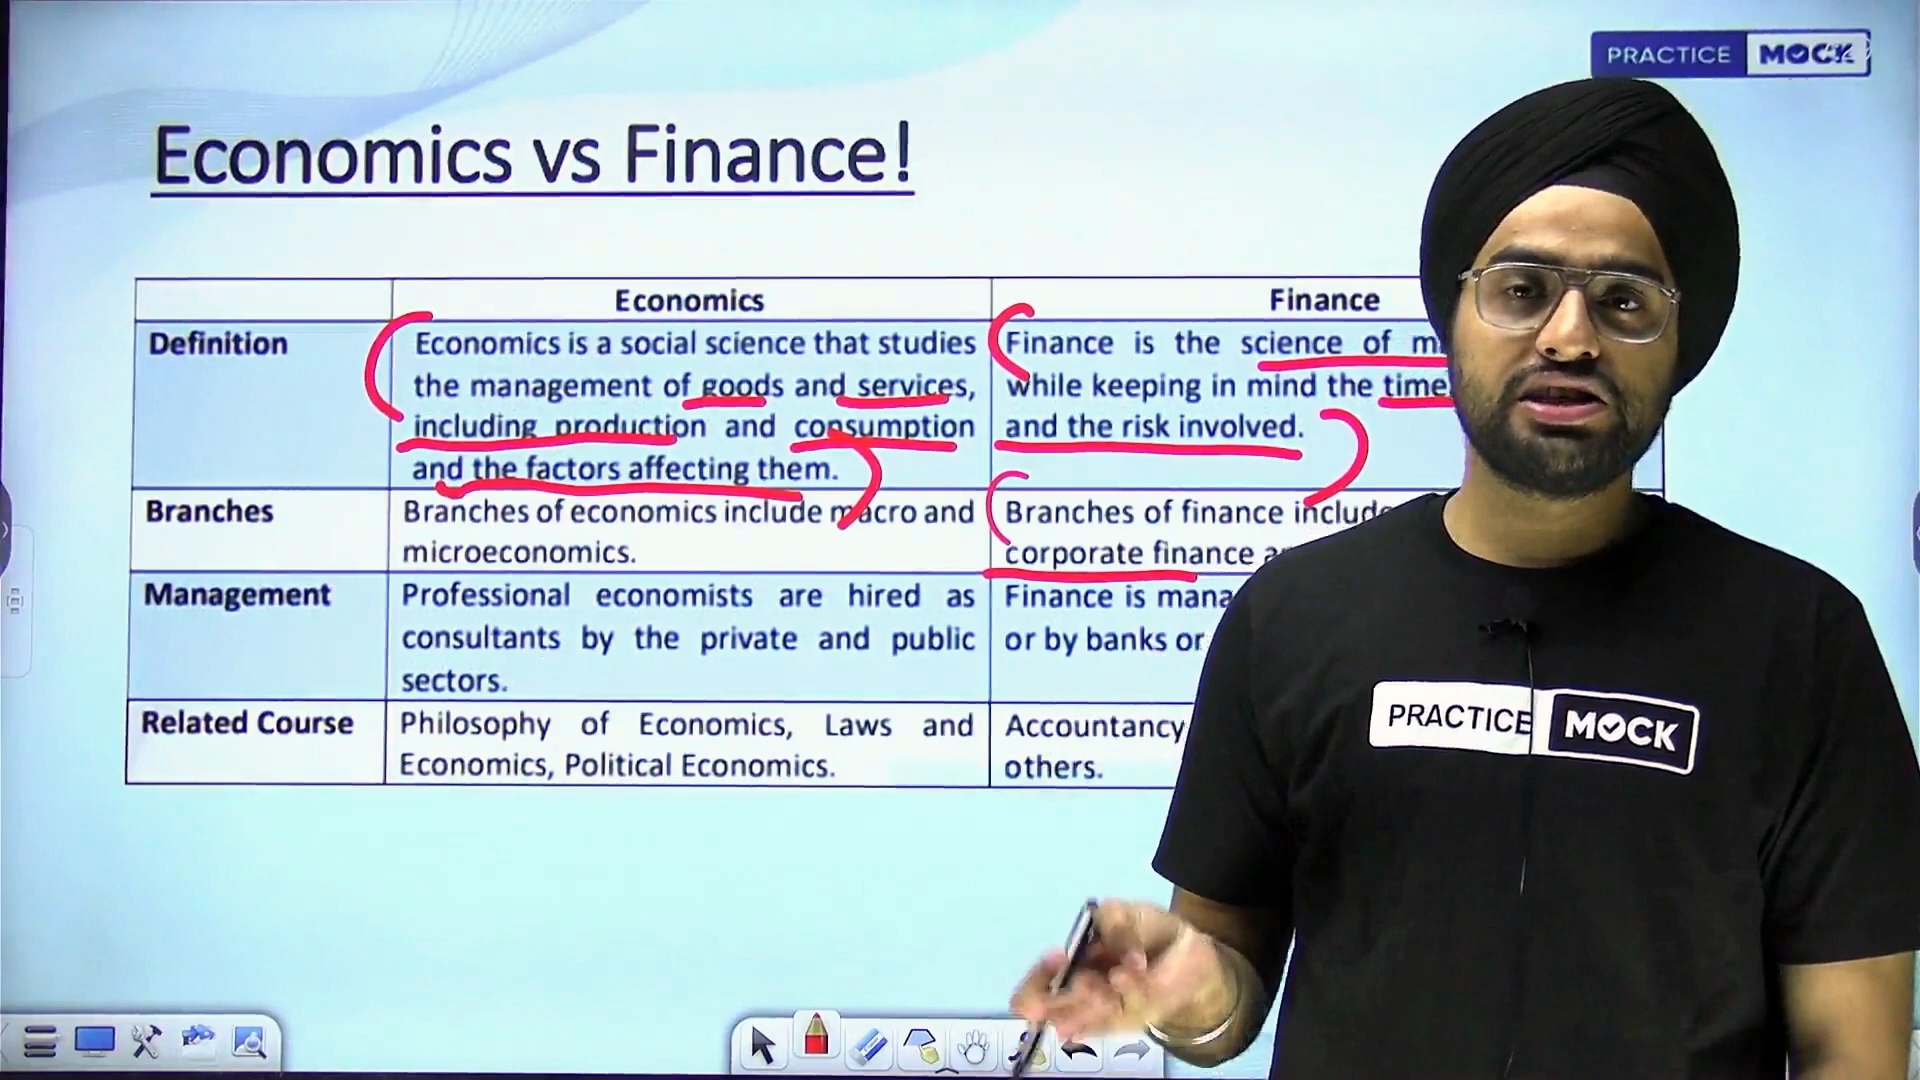 PRACTICE MOCK
Economics vs Finance!
Economics
Finance
Definition
Economics is a social science that studies
the management of goods and services,
including production and consumption
and the factors affecting them.
Finance is the science of
while keeping in mind the time
and the risk involved.
Branches
Branches of economics include macro and
microeconomics.
Branches of finance include
corporate finance
Management
Professional economists are hired as
consultants by the private and public
sectors.
Finance is
or by banks or
Related Course
Philosophy of Economics, Laws and
Economics, Political Economics.
Accountancy
others.
PRACTICE MOCK